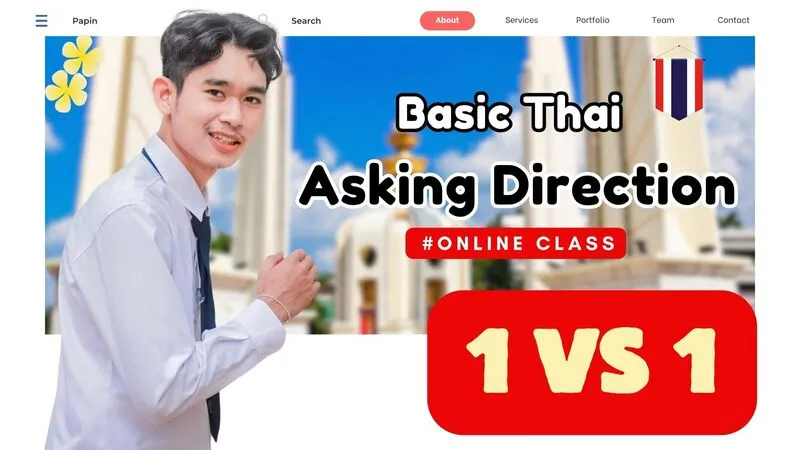 Papin Search About Services Portfolio Team Contact
Basic Thai
Asking Direction
#ONLINE CLASS
1 VS 1